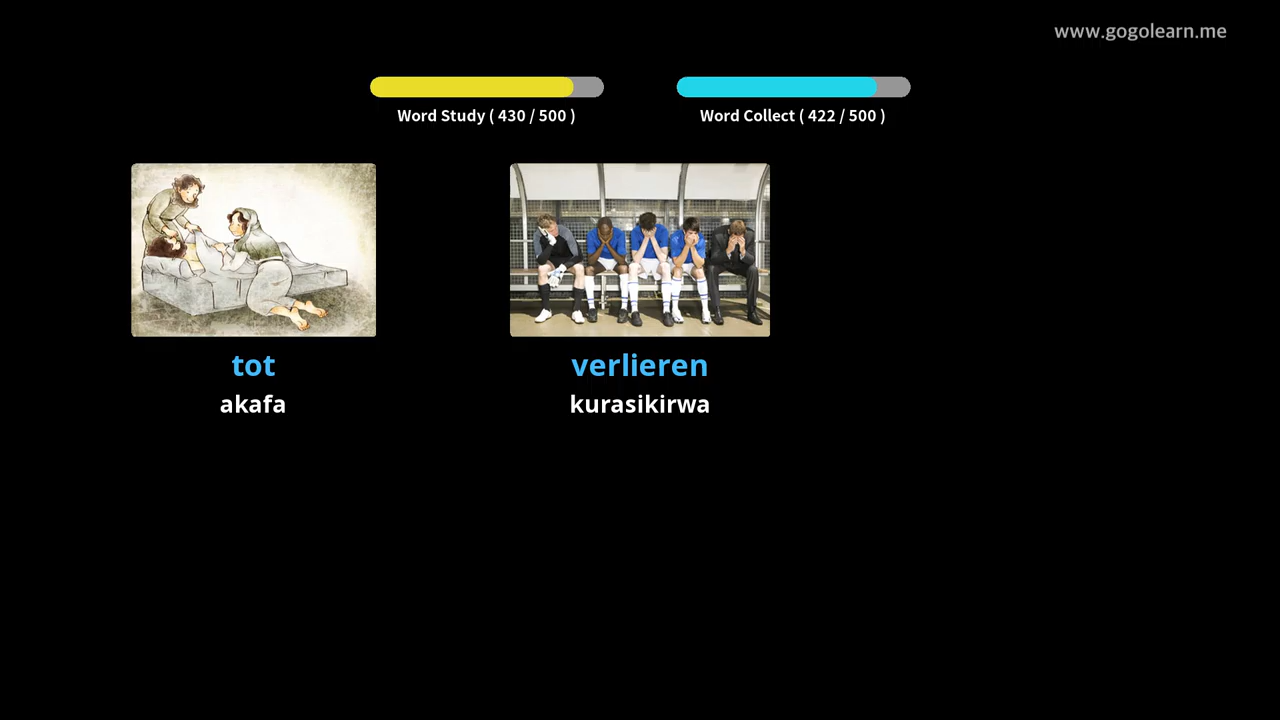 www.gogolearn.me
Word Study ( 430 / 500 )
Word Collect ( 422 / 500 )
tot
verlieren
akafa
kurasikirwa